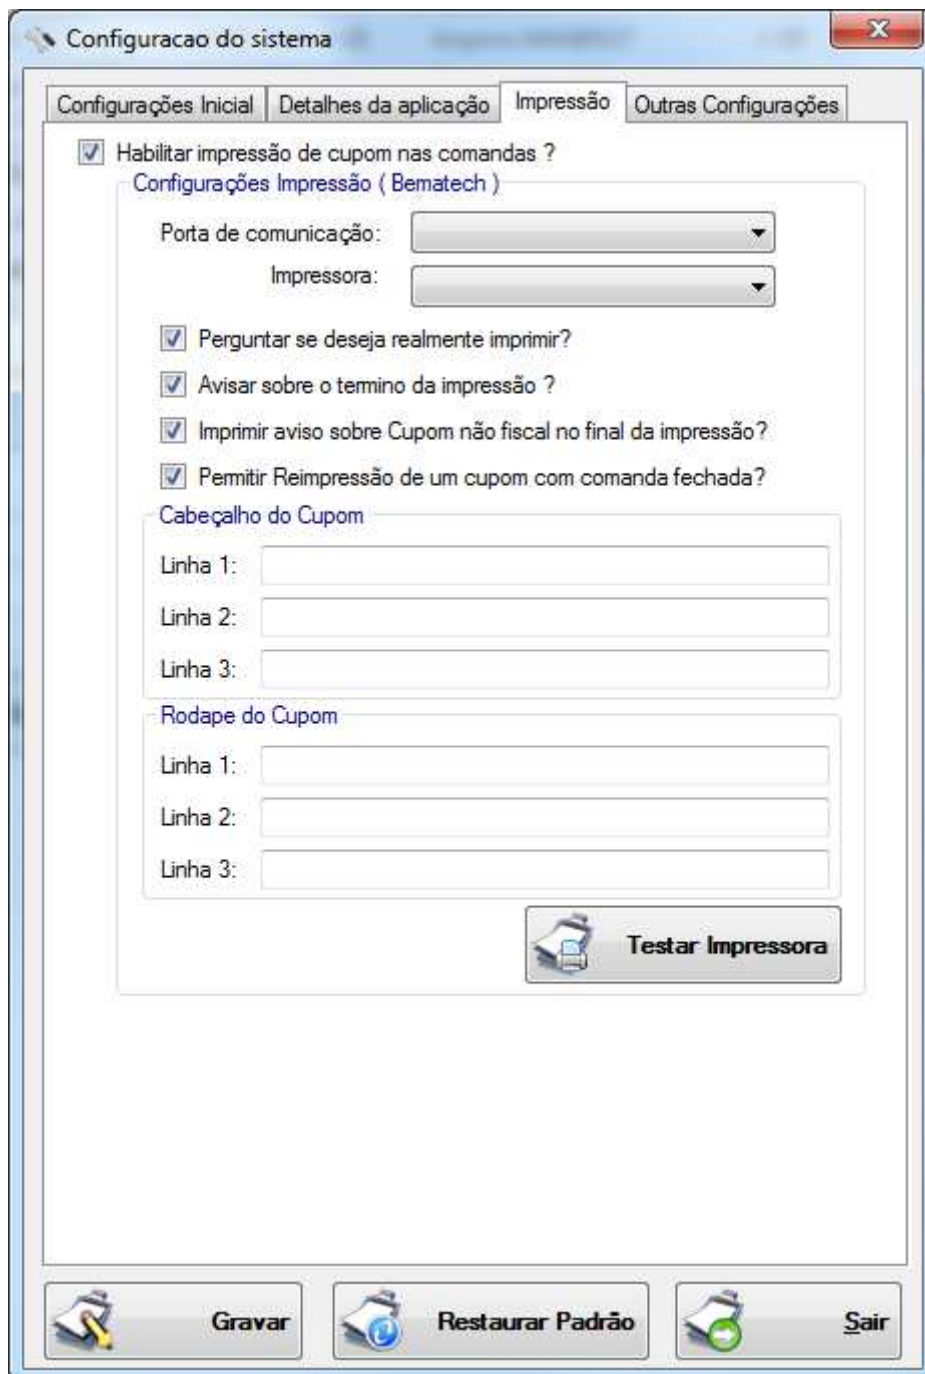 Configuracao do sistema
Configurações Inicial
Detalhes da aplicação
Impressão
Outras Configurações
Habilitar impressão de cupom nas comandas ?
Configurações Impressão ( Bematech )
Porta de comunicação:
Impressora:
Perguntar se deseja realmente imprimir?
Avisar sobre o termino da impressão ?
Imprimir aviso sobre Cupom não fiscal no final da impressão?
Permitir Reimpressão de um cupom com comanda fechada?
Cabeçalho do Cupom
Linha 1:
Linha 2:
Linha 3:
Rodape do Cupom
Linha 1:
Linha 2:
Linha 3:
Testar Impressora
Gravar
Restaurar Padrão
Sair